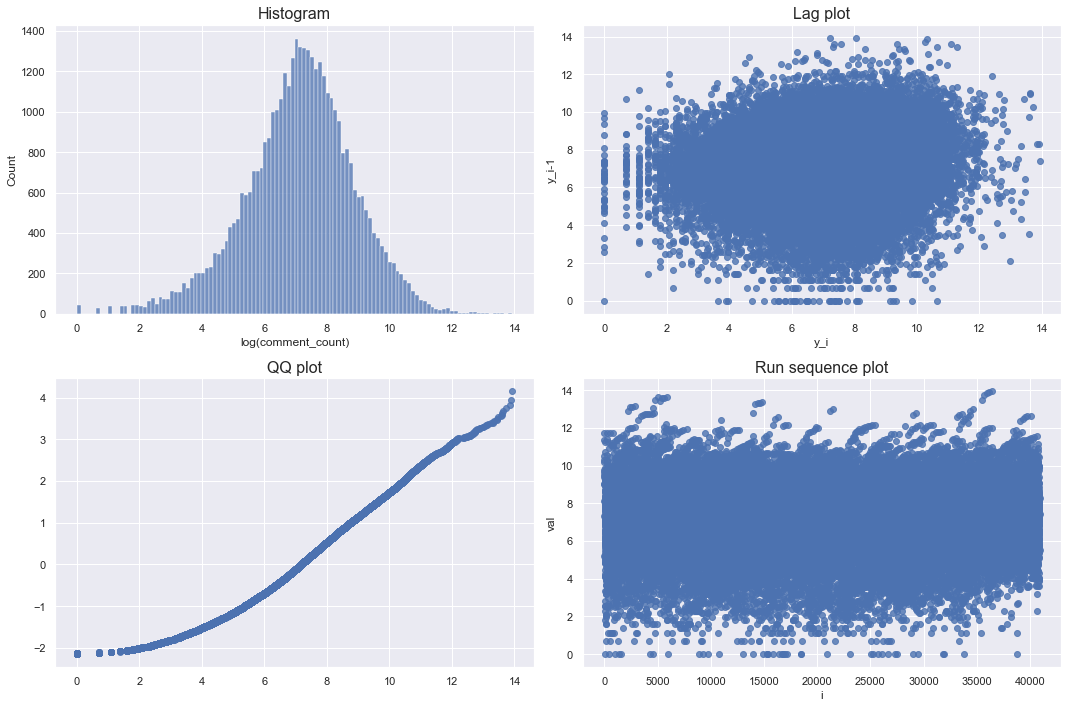 Histogram
1400
1200
1000
800
600
400
200
0
Count
0 2 4 6 8 10 12 14
log(comment_count)
Lag plot
14
12
10
8
6
4
2
0
y_i-1
0 2 4 6 8 10 12 14
y_i
QQ plot
4
3
2
1
0
−1
−2
0 2 4 6 8 10 12 14
Run sequence plot
14
12
10
8
6
4
2
0
val
0 5000 10000 15000 20000 25000 30000 35000 40000
i